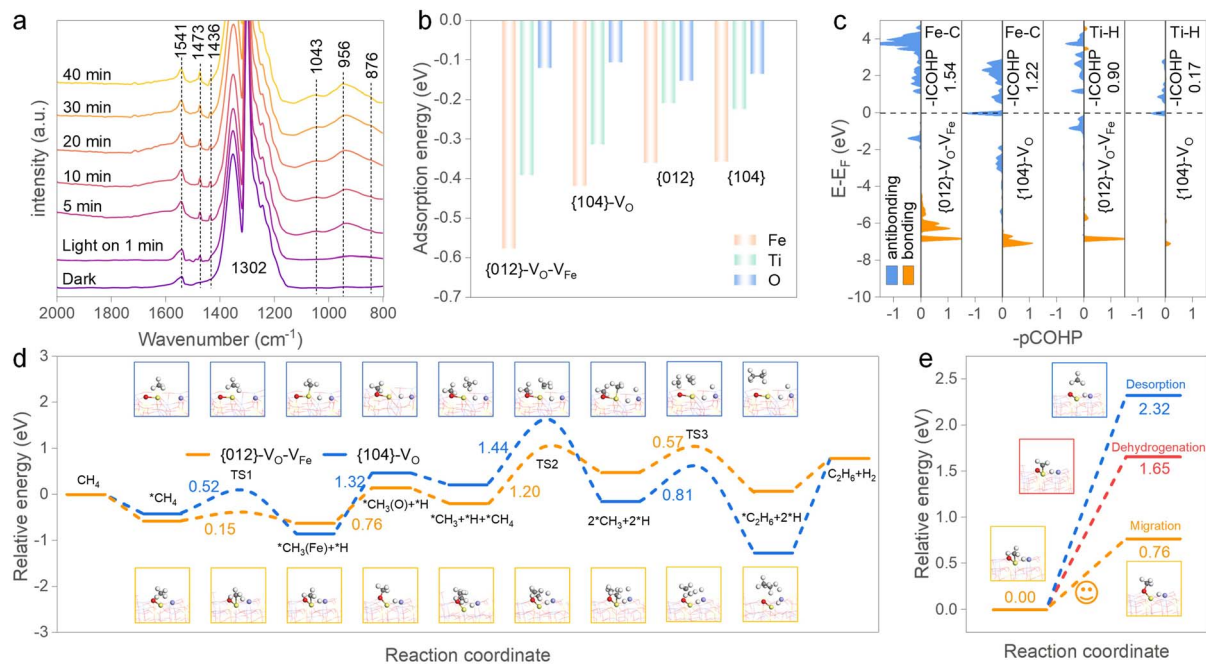 a
1541
1473
1436
1043
956
876
40 min
30 min
20 min
10 min
5 min
Light on 1 min
Dark
1302
2000
1800
1600
1400
1200
1000
800
intensity (a.u.)
Wavenumber (cm⁻¹)
b
0.0
-0.1
-0.2
-0.3
-0.4
-0.5
-0.6
-0.7
Adsorption energy (eV)
{012}-V_O-V_Fe
{104}-V_O
{012}
{104}
Fe
Ti
O
c
4
2
0
-2
-4
-6
-8
-10
E-E_F (eV)
Fe-C
-ICOHP
1.54
{012}-V_O-V_Fe
Fe-C
-ICOHP
1.22
{104}-V_O
Ti-H
-ICOHP
0.90
{012}-V_O-V_Fe
Ti-H
-ICOHP
0.17
{104}-V_O
antibonding
bonding
-1 0 1
-1 0 1
-1 0 1
-1 0 1
-pCOHP
d
3
2
1
0
-1
-2
-3
Relative energy (eV)
{012}-V_O-V_Fe
{104}-V_O
CH₄
*CH₄
0.52
TS1
0.15
*CH₃(Fe)+*H
1.32
0.76
*CH₃(O)+*H
*CH₃+*H+*CH₄
1.44
TS2
1.20
2*CH₃+2*H
0.57
TS3
0.81
*C₂H₆+2*H
C₂H₆+H₂
Reaction coordinate
e
2.5
2.0
1.5
1.0
0.5
0.0
Relative energy (eV)
Desorption
2.32
Dehydrogenation
1.65
Migration
0.76
0.00
Reaction coordinate